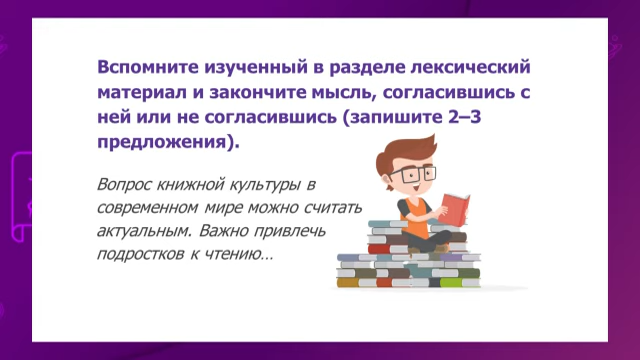 Вспомните изученный в разделе лексический
материал и закончите мысль, согласившись с
ней или не согласившись (запишите 2–3
предложения).
Вопрос книжной культуры в
современном мире можно считать
актуальным. Важно привлечь
подростков к чтению…